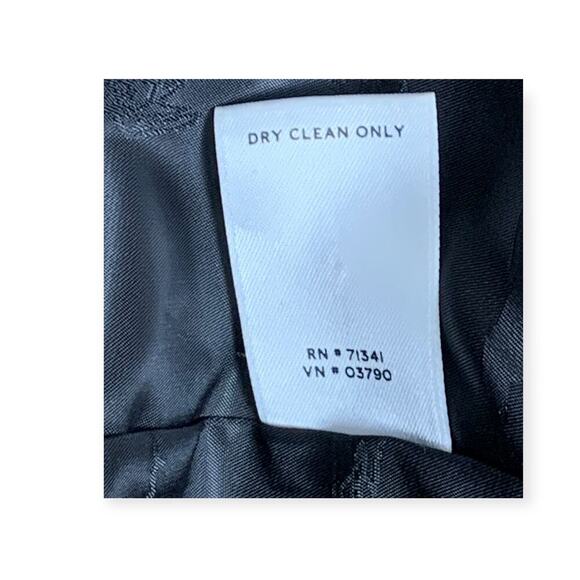 DRY CLEAN ONLY
RN # 71341
VN # 03790